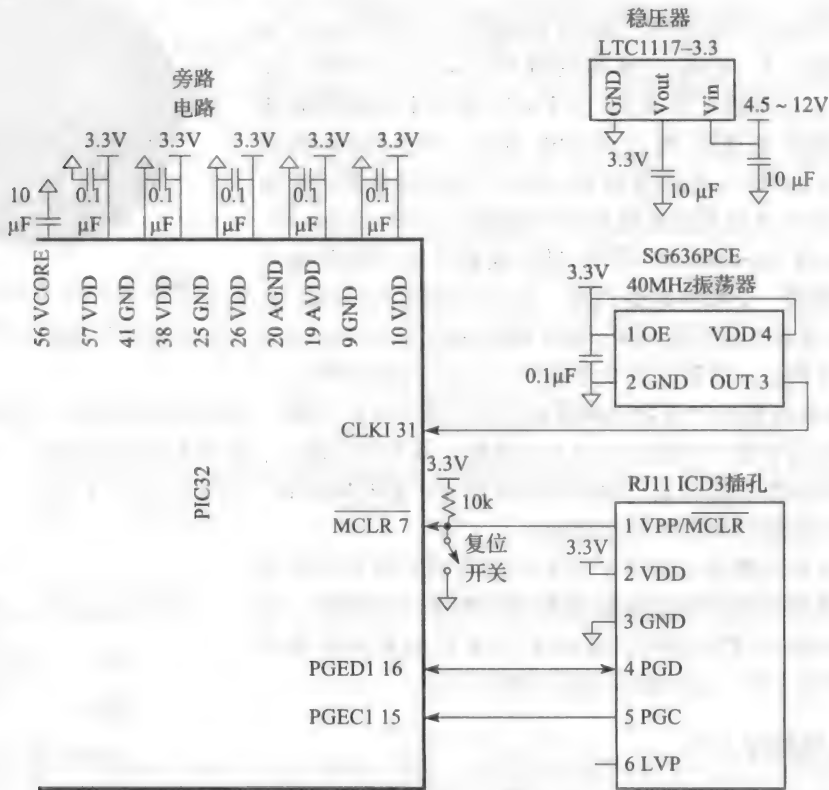 稳压器
LTC1117–3.3
GND
Vout
Vin
4.5~12V
3.3V
10 μF
10 μF
旁路
电路
3.3V
3.3V
3.3V
3.3V
3.3V
10
μF
0.1
μF
0.1
μF
0.1
μF
0.1
μF
0.1
μF
56 VCORE
57 VDD
41 GND
38 VDD
25 GND
26 VDD
20 AGND
19 AVDD
9 GND
10 VDD
SG636PCE
40MHz振荡器
3.3V
1 OE
VDD 4
0.1μF
2 GND
OUT 3
CLKI 31
PIC32
3.3V
10k
MCLR 7
复位
开关
RJ11 ICD3插孔
1 VPP/MCLR
3.3V
2 VDD
3 GND
PGED1 16
4 PGD
PGEC1 15
5 PGC
6 LVP